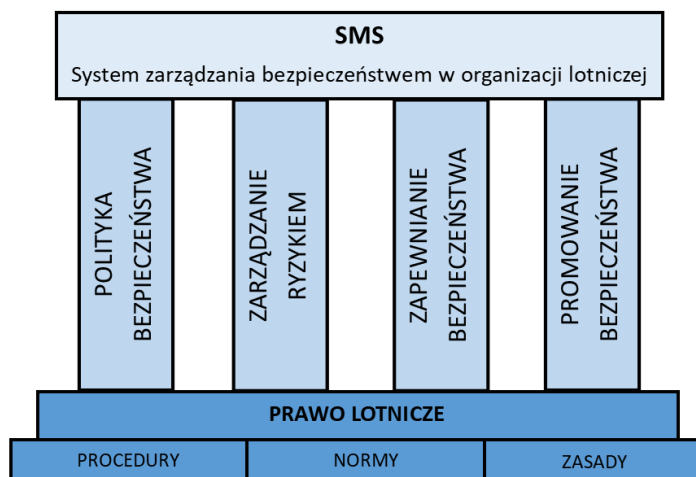 SMS
System zarządzania bezpieczeństwem w organizacji lotniczej
POLITYKA
BEZPIECZEŃSTWA
ZARZĄDZANIE
RYZYKIEM
ZAPEWNIANIE
BEZPIECZEŃSTWA
PROMOWANIE
BEZPIECZEŃSTWA
PRAWO LOTNICZE
PROCEDURY
NORMY
ZASADY